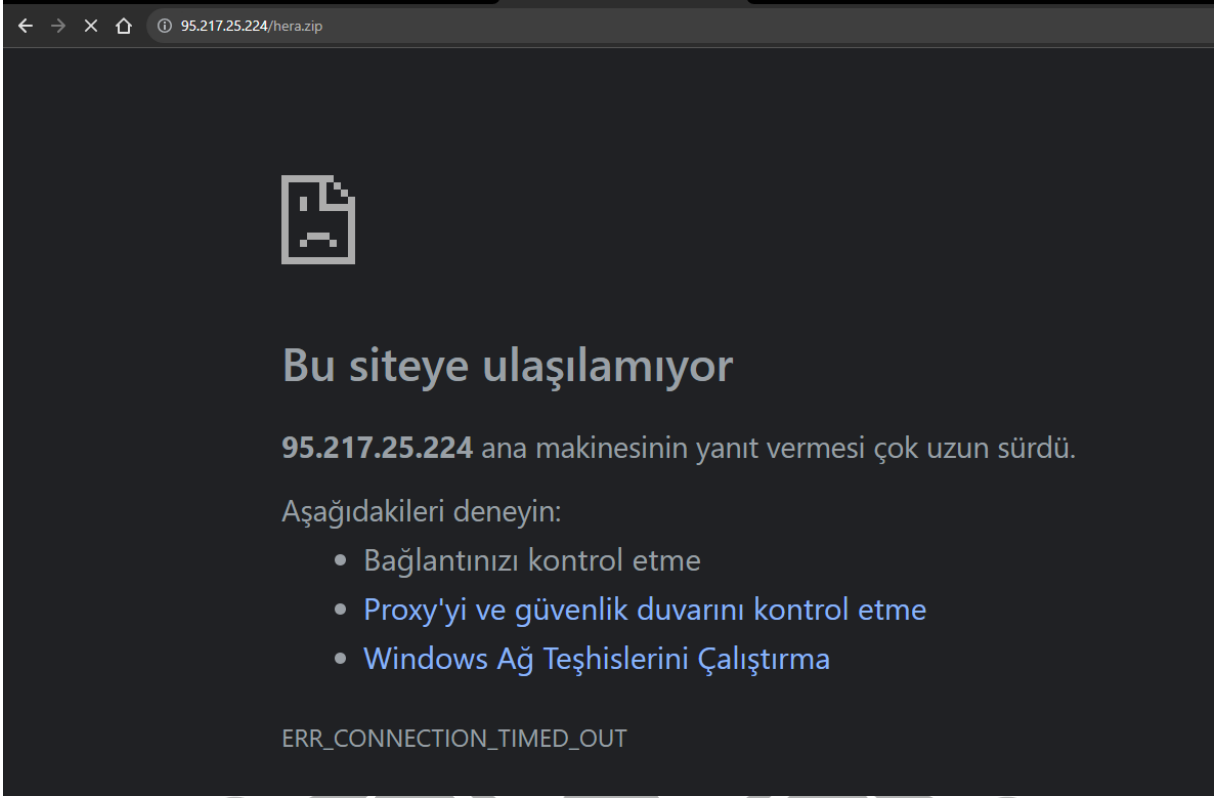 95.217.25.224/hera.zip
Bu siteye ulaşılamıyor
95.217.25.224 ana makinesinin yanıt vermesi çok uzun sürdü.
Aşağıdakileri deneyin:
Bağlantınızı kontrol etme
Proxy'yi ve güvenlik duvarını kontrol etme
Windows Ağ Teşhislerini Çalıştırma
ERR_CONNECTION_TIMED_OUT